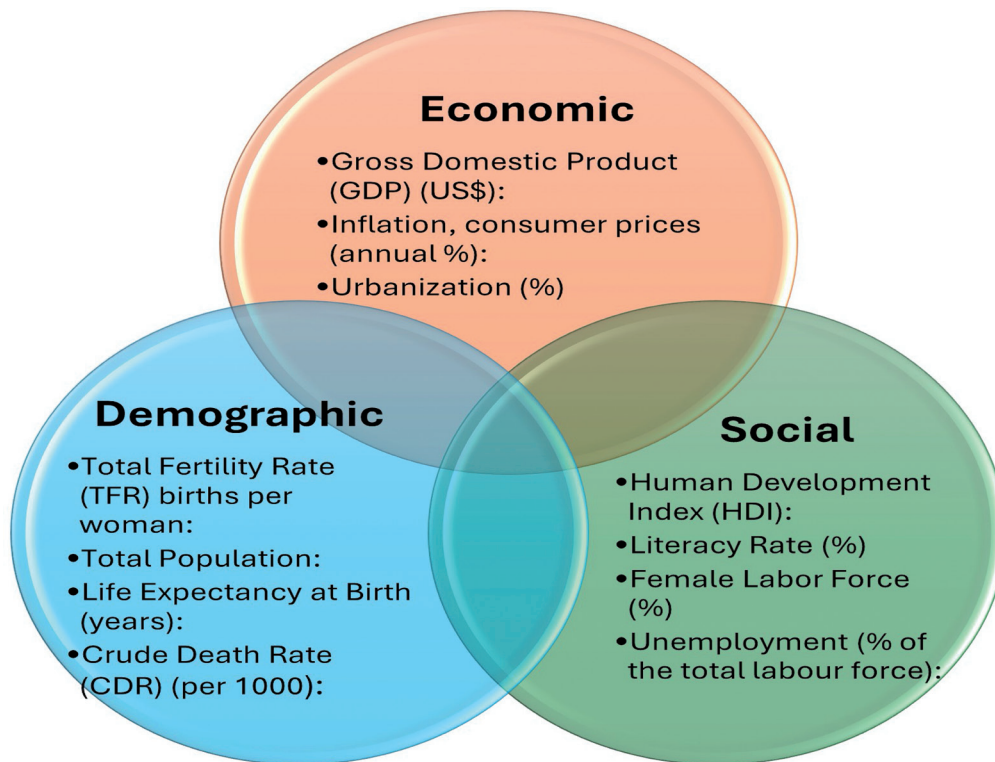 Economic
•Gross Domestic Product
(GDP) (US$):
•Inflation, consumer prices
(annual %):
•Urbanization (%)
Demographic
•Total Fertility Rate
(TFR) births per
woman:
•Total Population:
•Life Expectancy at Birth
(years):
•Crude Death Rate
(CDR) (per 1000):
Social
•Human Development
Index (HDI):
•Literacy Rate (%)
•Female Labor Force
(%)
•Unemployment (% of
the total labour force):